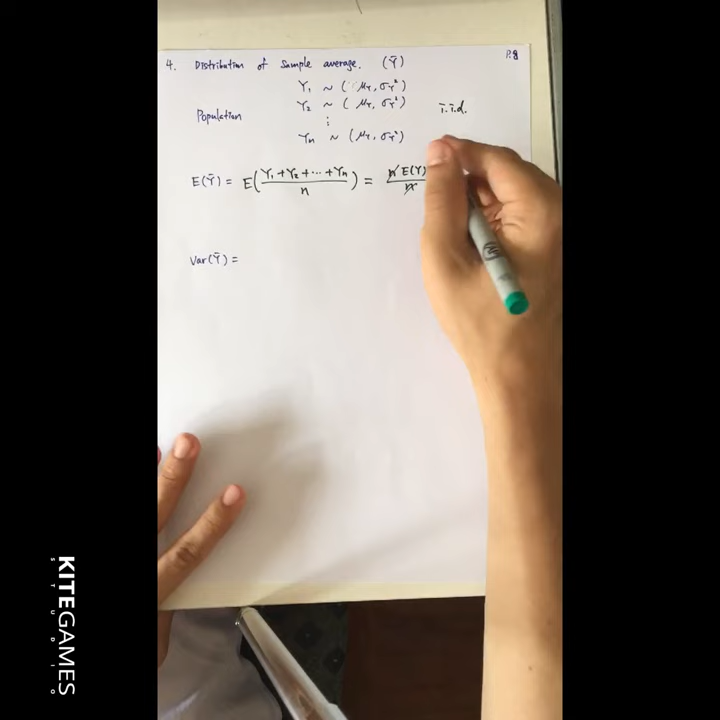 4. Distribution of sample average. (Ȳ) P.8
Y₁ ~ (μY, σY²)
Y₂ ~ (μY, σY²) i.i.d.
Population ⋮
Yn ~ (μY, σY²)
E(Ȳ) = E((Y₁+Y₂+⋯+Yn)/n) = nE(Y)/n
Var(Ȳ) =
KITEGAMES
STUDIO